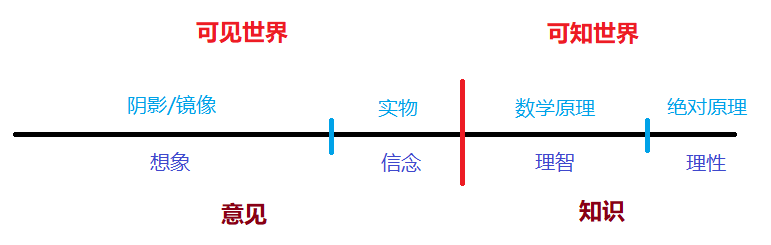 可见世界 可知世界
阴影/镜像 实物 数学原理 绝对原理
想象 信念 理智 理性
意见 知识